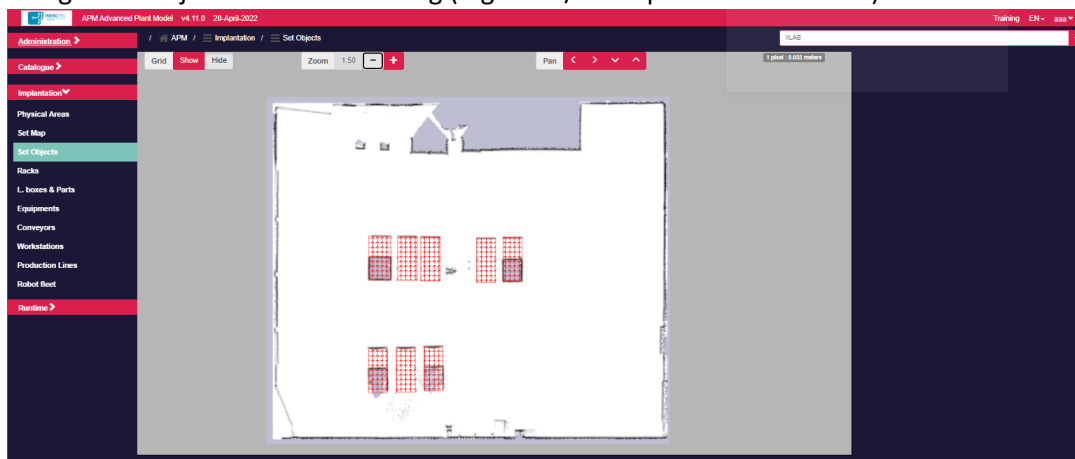 APM Advanced Plant Model v4.11.0 20-April-2022
Training EN aaa
Administration
/ APM / Implantation / Set Objects
IILAB
Catalogue
Grid Show Hide
Zoom 1.50 - +
Pan
1 pixel : 0.033 meters
Implantation
Physical Areas
Set Map
Set Objects
Racks
L. boxes & Parts
Equipments
Conveyors
Workstations
Production Lines
Robot fleet
Runtime